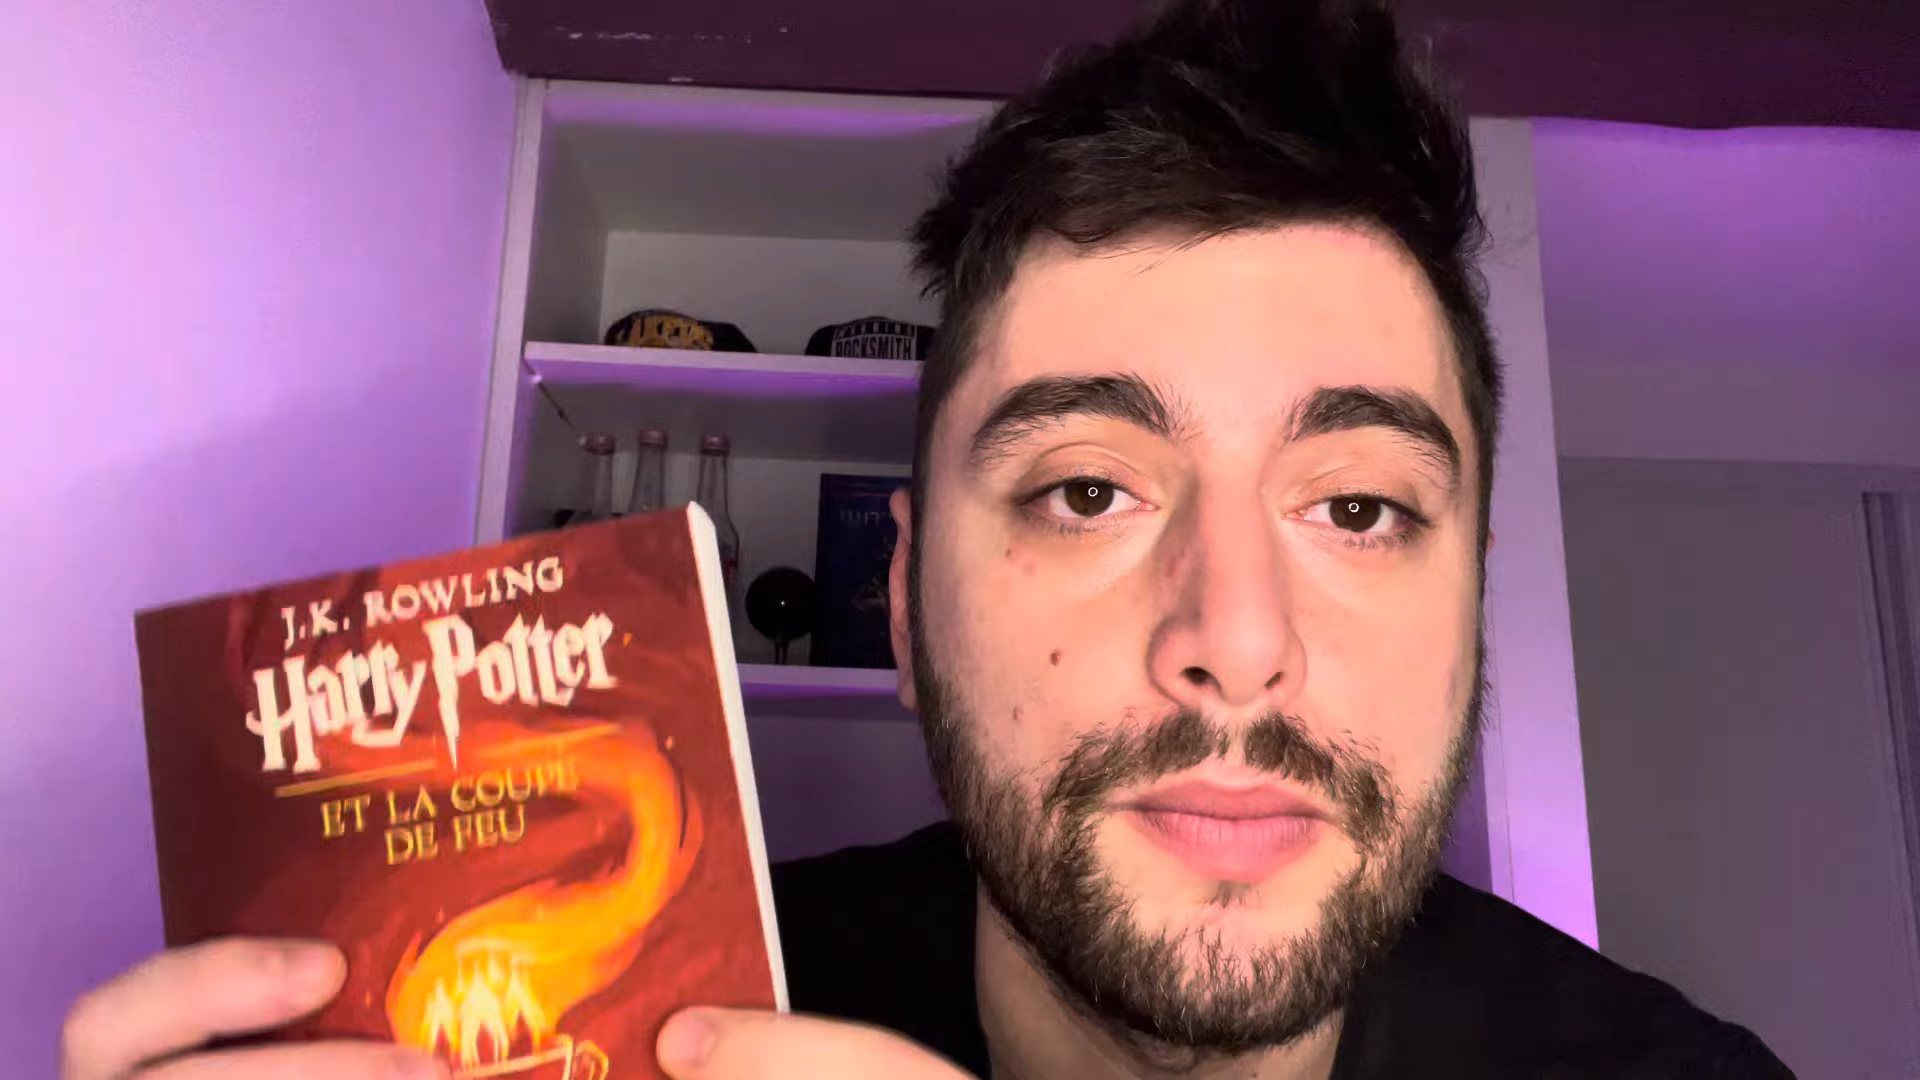 LAKERS
ROCKSMITH
J.K. ROWLING
Harry Potter
ET LA COUPE
DE FEU